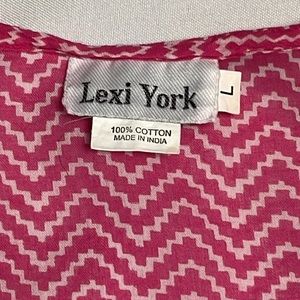 Lexi York
L
100% COTTON
MADE IN INDIA